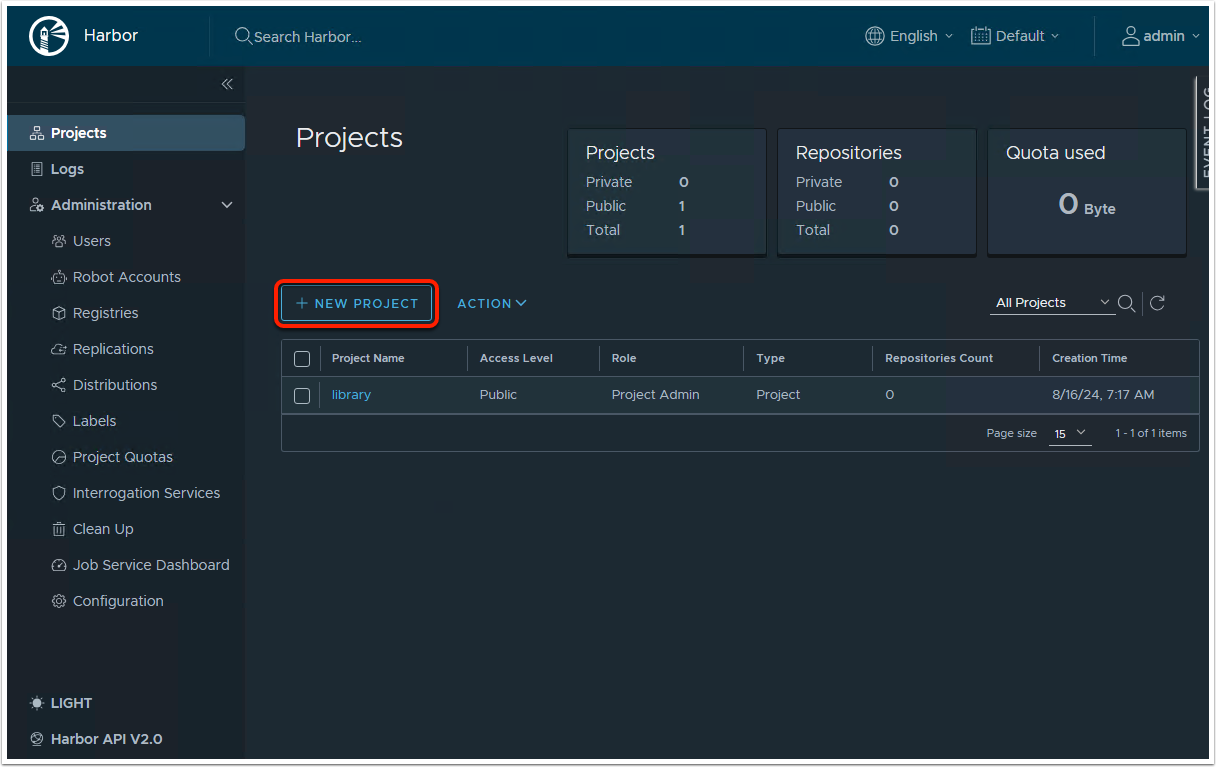 Harbor
Search Harbor...
English
Default
admin
EVENT LOG
Projects
Logs
Administration
Users
Robot Accounts
Registries
Replications
Distributions
Labels
Project Quotas
Interrogation Services
Clean Up
Job Service Dashboard
Configuration
LIGHT
Harbor API V2.0
Projects
Projects
Private 0
Public 1
Total 1
Repositories
Private 0
Public 0
Total 0
Quota used
0 Byte
+ NEW PROJECT
ACTION
All Projects
Project Name Access Level Role Type Repositories Count Creation Time
library Public Project Admin Project 0 8/16/24, 7:17 AM
Page size 15 1 - 1 of 1 items